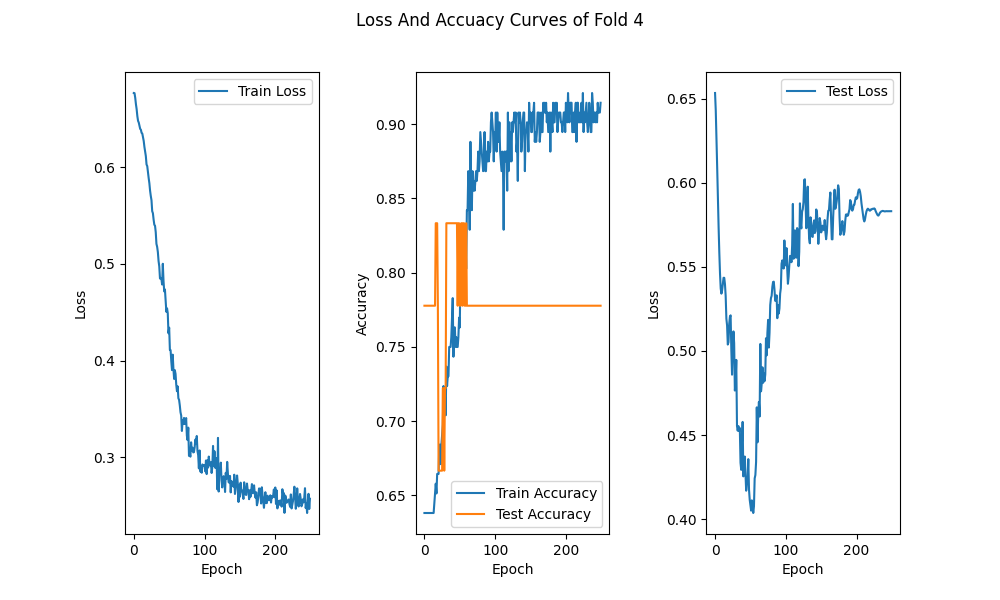 Loss And Accuacy Curves of Fold 4
Train Loss
0.6
0.5
0.4
0.3
Loss
0
100
200
Epoch
0.90
0.85
0.80
0.75
0.70
0.65
Accuracy
Train Accuracy
Test Accuracy
0
100
200
Epoch
Test Loss
0.65
0.60
0.55
0.50
0.45
0.40
Loss
0
100
200
Epoch